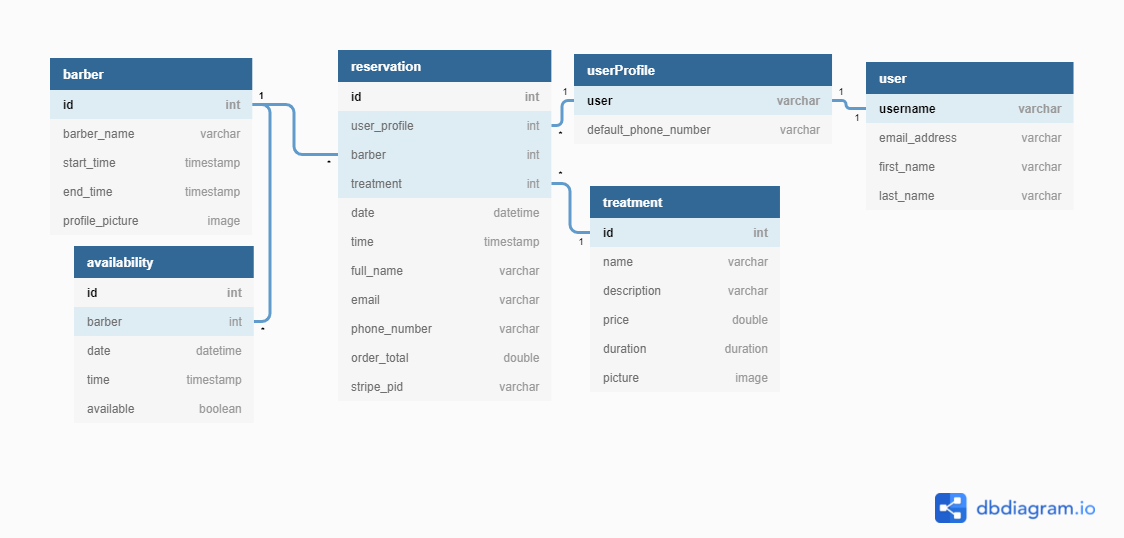 barber
id int
barber_name varchar
start_time timestamp
end_time timestamp
profile_picture image
availability
id int
barber int
date datetime
time timestamp
available boolean
1
*
*
reservation
id int
user_profile int
barber int
treatment int
date datetime
time timestamp
full_name varchar
email varchar
phone_number varchar
order_total double
stripe_pid varchar
1
*
*
1
userProfile
user varchar
default_phone_number varchar
treatment
id int
name varchar
description varchar
price double
duration duration
picture image
1
1
user
username varchar
email_address varchar
first_name varchar
last_name varchar
dbdiagram.io